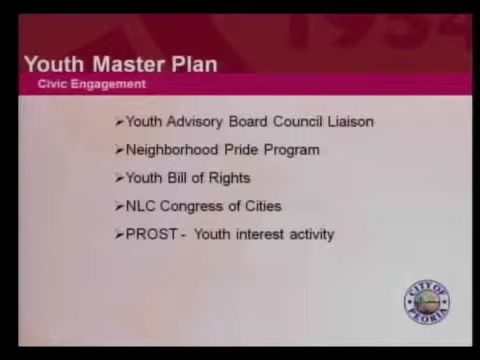 1954
Youth Master Plan
Civic Engagement
➢Youth Advisory Board Council Liaison
➢Neighborhood Pride Program
➢Youth Bill of Rights
➢NLC Congress of Cities
➢PROST - Youth interest activity
CITY OF
PEORIA